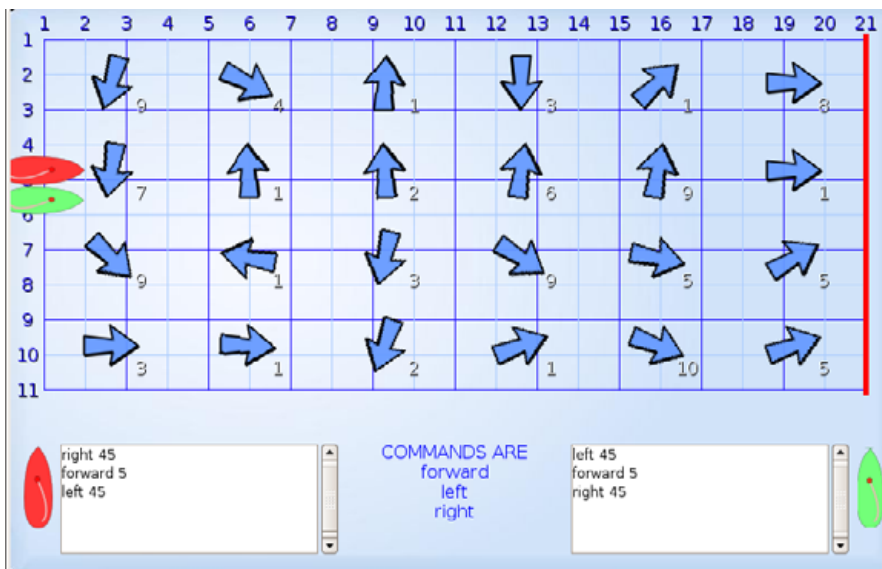 1 2 3 4 5 6 7 8 9 10 11 12 13 14 15 16 17 18 19 20 21
1
2
9 4 1 3 1 8
3
4
7 1 2 6 9 1
6
7
9 1 3 9 5 5
8
9
10
3 1 2 1 10 5
11
right 45
forward 5
left 45
COMMANDS ARE
forward
left
right
left 45
forward 5
right 45